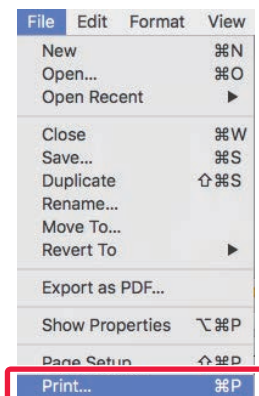 File Edit Format View
New ⌘N
Open... ⌘O
Open Recent ▶
Close ⌘W
Save... ⌘S
Duplicate ⇧⌘S
Rename...
Move To...
Revert To ▶
Export as PDF...
Show Properties ⌥⌘P
Page Setup ⇧⌘P
Print... ⌘P